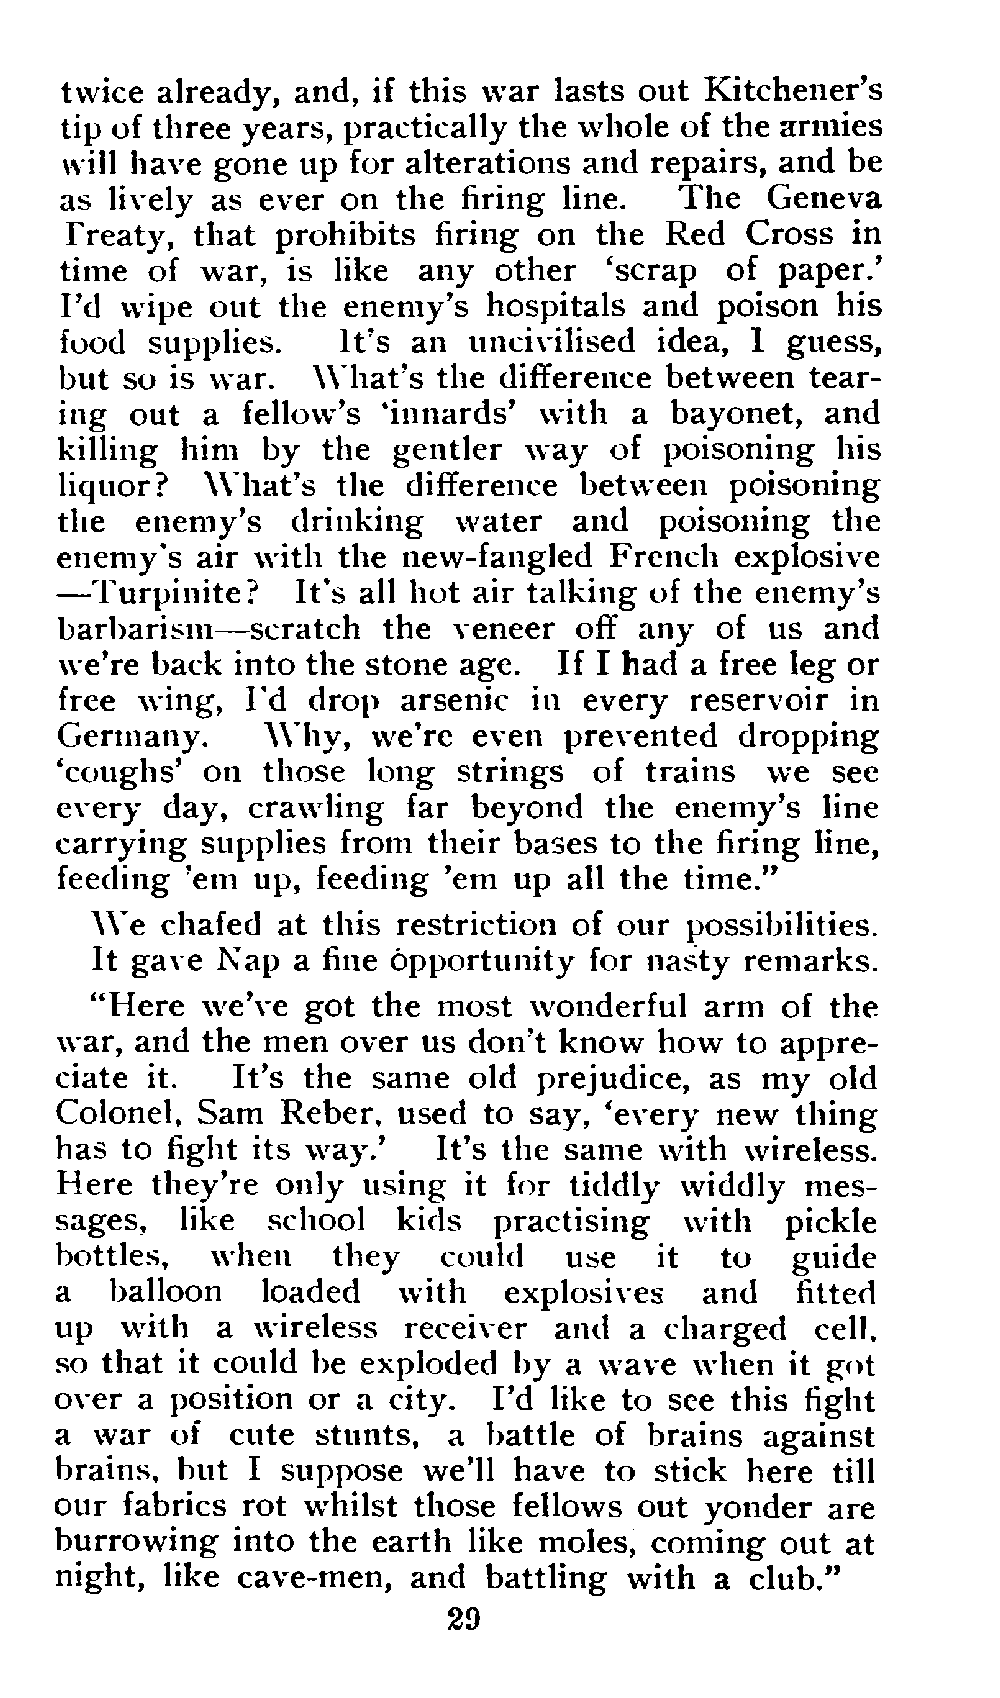 twice already, and, if this war lasts out Kitchener's
tip of three years, practically the whole of the armies
will have gone up for alterations and repairs, and be
as lively as ever on the firing line. The Geneva
Treaty, that prohibits firing on the Red Cross in
time of war, is like any other 'scrap of paper.'
I'd wipe out the enemy's hospitals and poison his
food supplies. It's an uncivilised idea, I guess,
but so is war. What's the difference between tear-
ing out a fellow's 'innards' with a bayonet, and
killing him by the gentler way of poisoning his
liquor? What's the difference between poisoning
the enemy's drinking water and poisoning the
enemy's air with the new-fangled French explosive
—Turpinite? It's all hot air talking of the enemy's
barbarism—scratch the veneer off any of us and
we're back into the stone age. If I had a free leg or
free wing, I'd drop arsenic in every reservoir in
Germany. Why, we're even prevented dropping
'coughs' on those long strings of trains we see
every day, crawling far beyond the enemy's line
carrying supplies from their bases to the firing line,
feeding 'em up, feeding 'em up all the time."
We chafed at this restriction of our possibilities.
It gave Nap a fine opportunity for nasty remarks.
"Here we've got the most wonderful arm of the
war, and the men over us don't know how to appre-
ciate it. It's the same old prejudice, as my old
Colonel, Sam Reber, used to say, 'every new thing
has to fight its way.' It's the same with wireless.
Here they're only using it for tiddly widdly mes-
sages, like school kids practising with pickle
bottles, when they could use it to guide
a balloon loaded with explosives and fitted
up with a wireless receiver and a charged cell,
so that it could be exploded by a wave when it got
over a position or a city. I'd like to see this fight
a war of cute stunts, a battle of brains against
brains, but I suppose we'll have to stick here till
our fabrics rot whilst those fellows out yonder are
burrowing into the earth like moles, coming out at
night, like cave-men, and battling with a club."
29